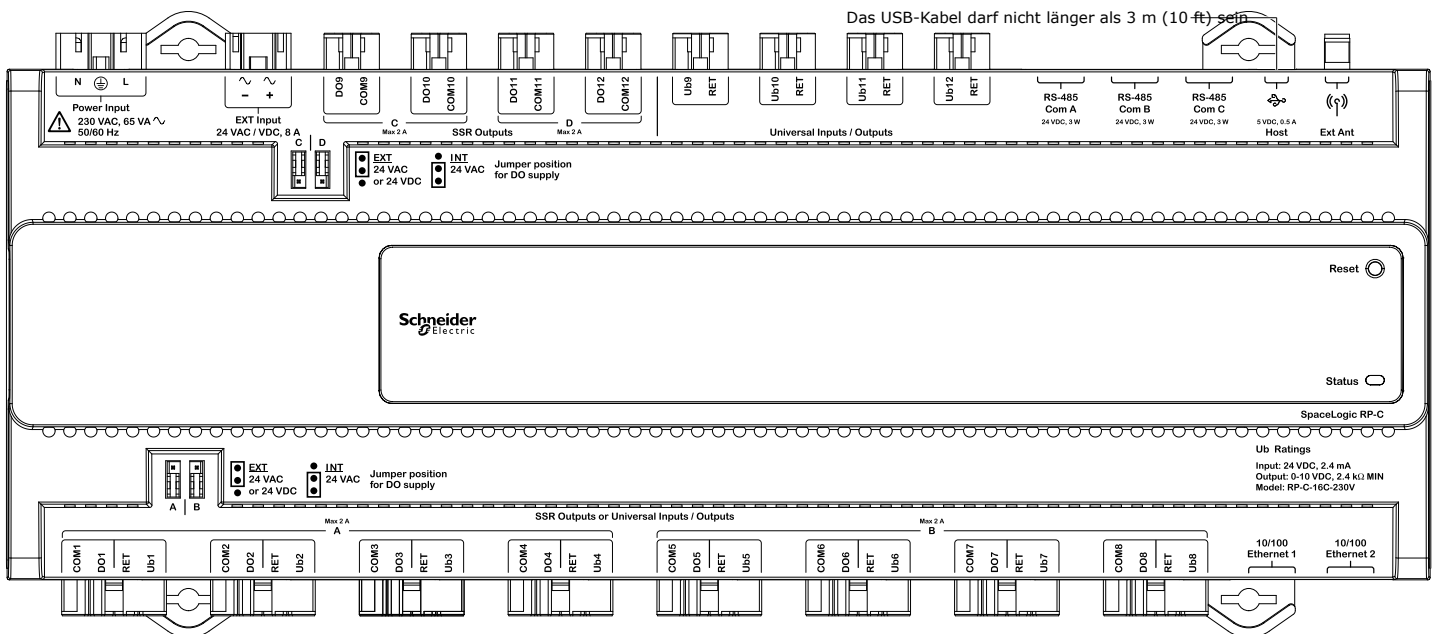 Das USB-Kabel darf nicht länger als 3 m (10 ft) sein
N L
Power Input
230 VAC, 65 VA
50/60 Hz
− +
EXT Input
24 VAC / VDC, 8 A
DO9 COM9 DO10 COM10 DO11 COM11 DO12 COM12
C D
Max 2 A Max 2 A
SSR Outputs
Ub9 RET Ub10 RET Ub11 RET Ub12 RET
Universal Inputs / Outputs
RS-485
Com A
24 VDC, 3 W
RS-485
Com B
24 VDC, 3 W
RS-485
Com C
24 VDC, 3 W
5 VDC, 0.5 A
Host
Ext Ant
C | D
EXT
24 VAC
or 24 VDC
INT
24 VAC
Jumper position
for DO supply
Reset
Schneider
Electric
Status
SpaceLogic RP-C
Ub Ratings
Input: 24 VDC, 2.4 mA
Output: 0-10 VDC, 2.4 kΩ MIN
Model: RP-C-16C-230V
EXT
24 VAC
or 24 VDC
INT
24 VAC
Jumper position
for DO supply
A | B
SSR Outputs or Universal Inputs / Outputs
Max 2 A
A
Max 2 A
B
COM1 DO1 RET Ub1
COM2 DO2 RET Ub2
COM3 DO3 RET Ub3
COM4 DO4 RET Ub4
COM5 DO5 RET Ub5
COM6 DO6 RET Ub6
COM7 DO7 RET Ub7
COM8 DO8 RET Ub8
10/100
Ethernet 1
10/100
Ethernet 2